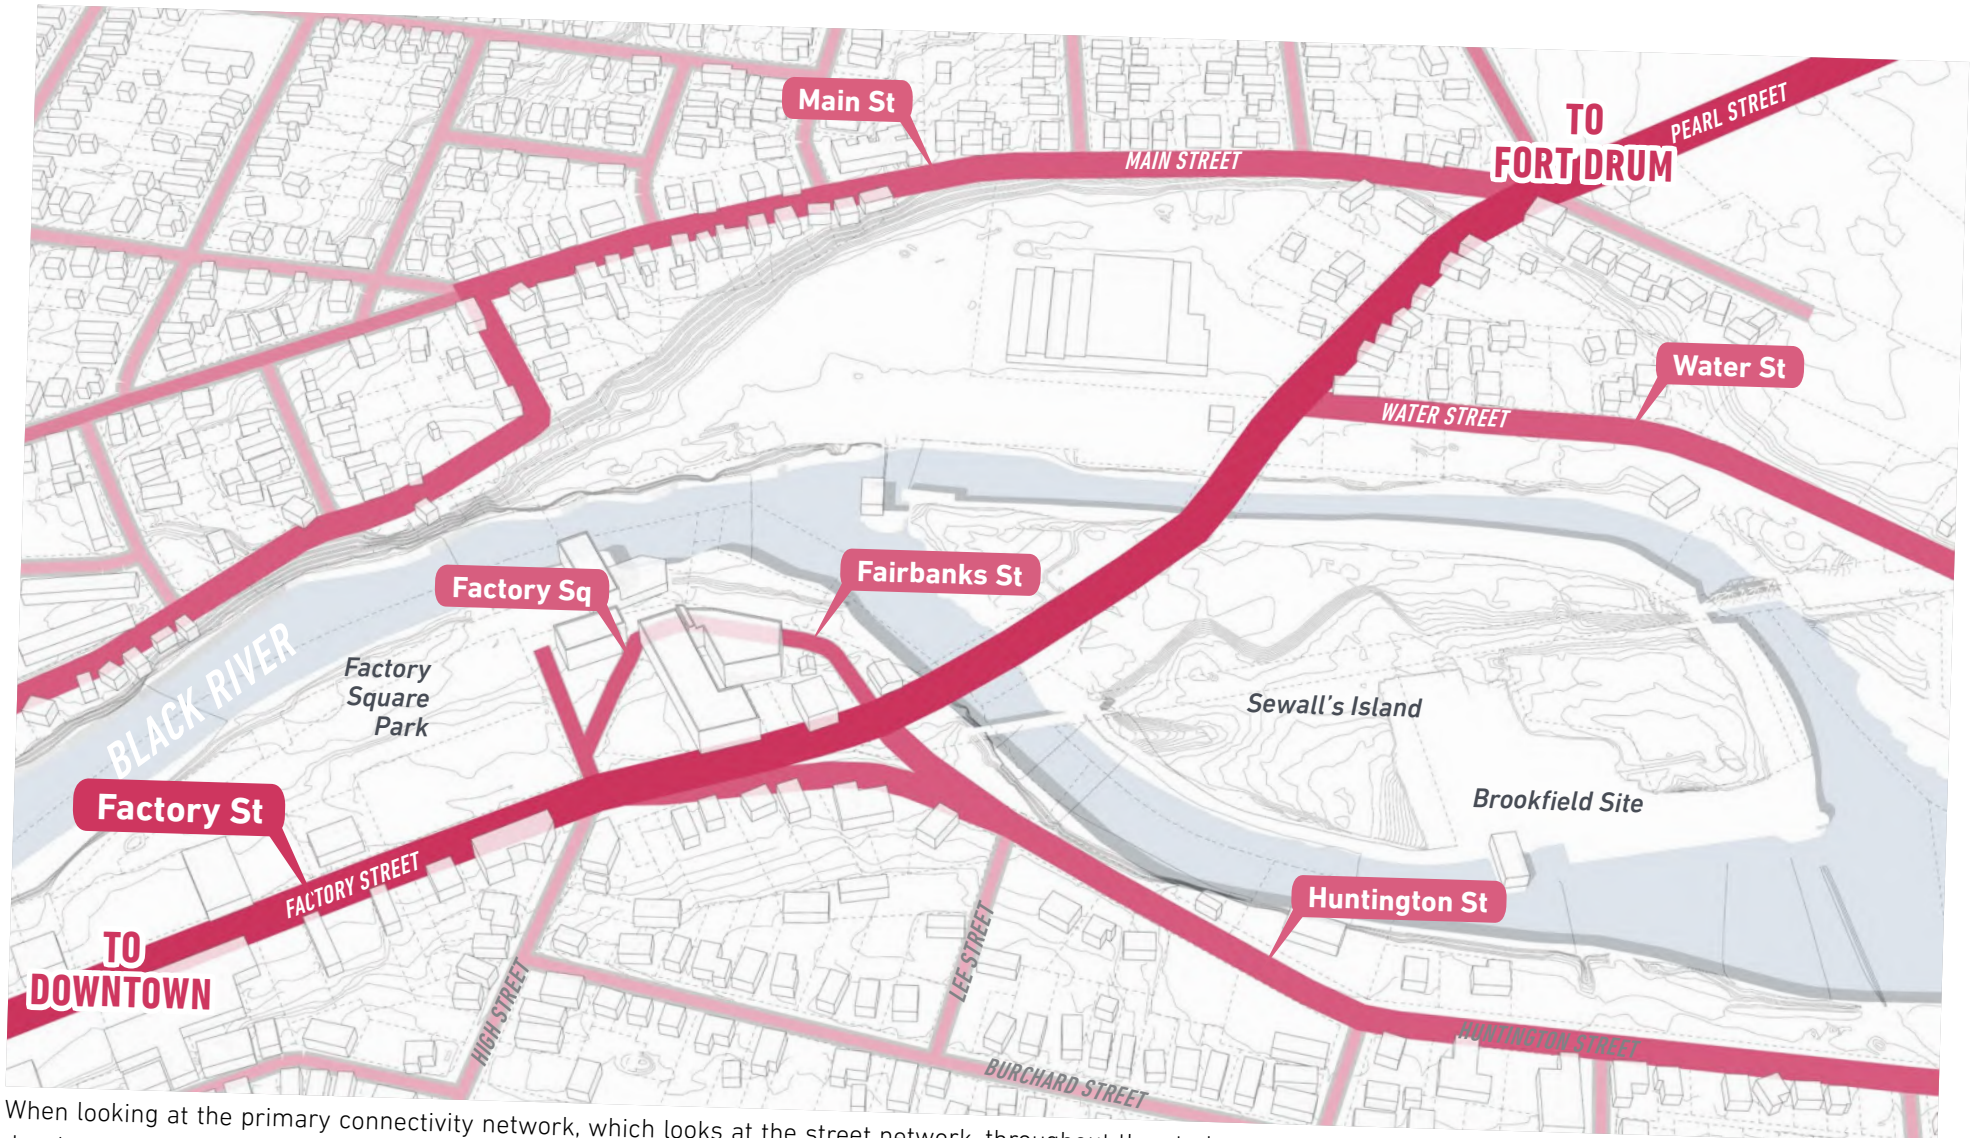 Main St
MAIN STREET
TO
FORT DRUM
PEARL STREET
Water St
WATER STREET
Fairbanks St
Factory Sq
Factory
Square
Park
BLACK RIVER
Sewall's Island
Brookfield Site
Factory St
FACTORY STREET
TO
DOWNTOWN
Huntington St
HIGH STREET
LEE STREET
HUNTINGTON STREET
BURCHARD STREET
When looking at the primary connectivity network, which looks at the street network, throughout the